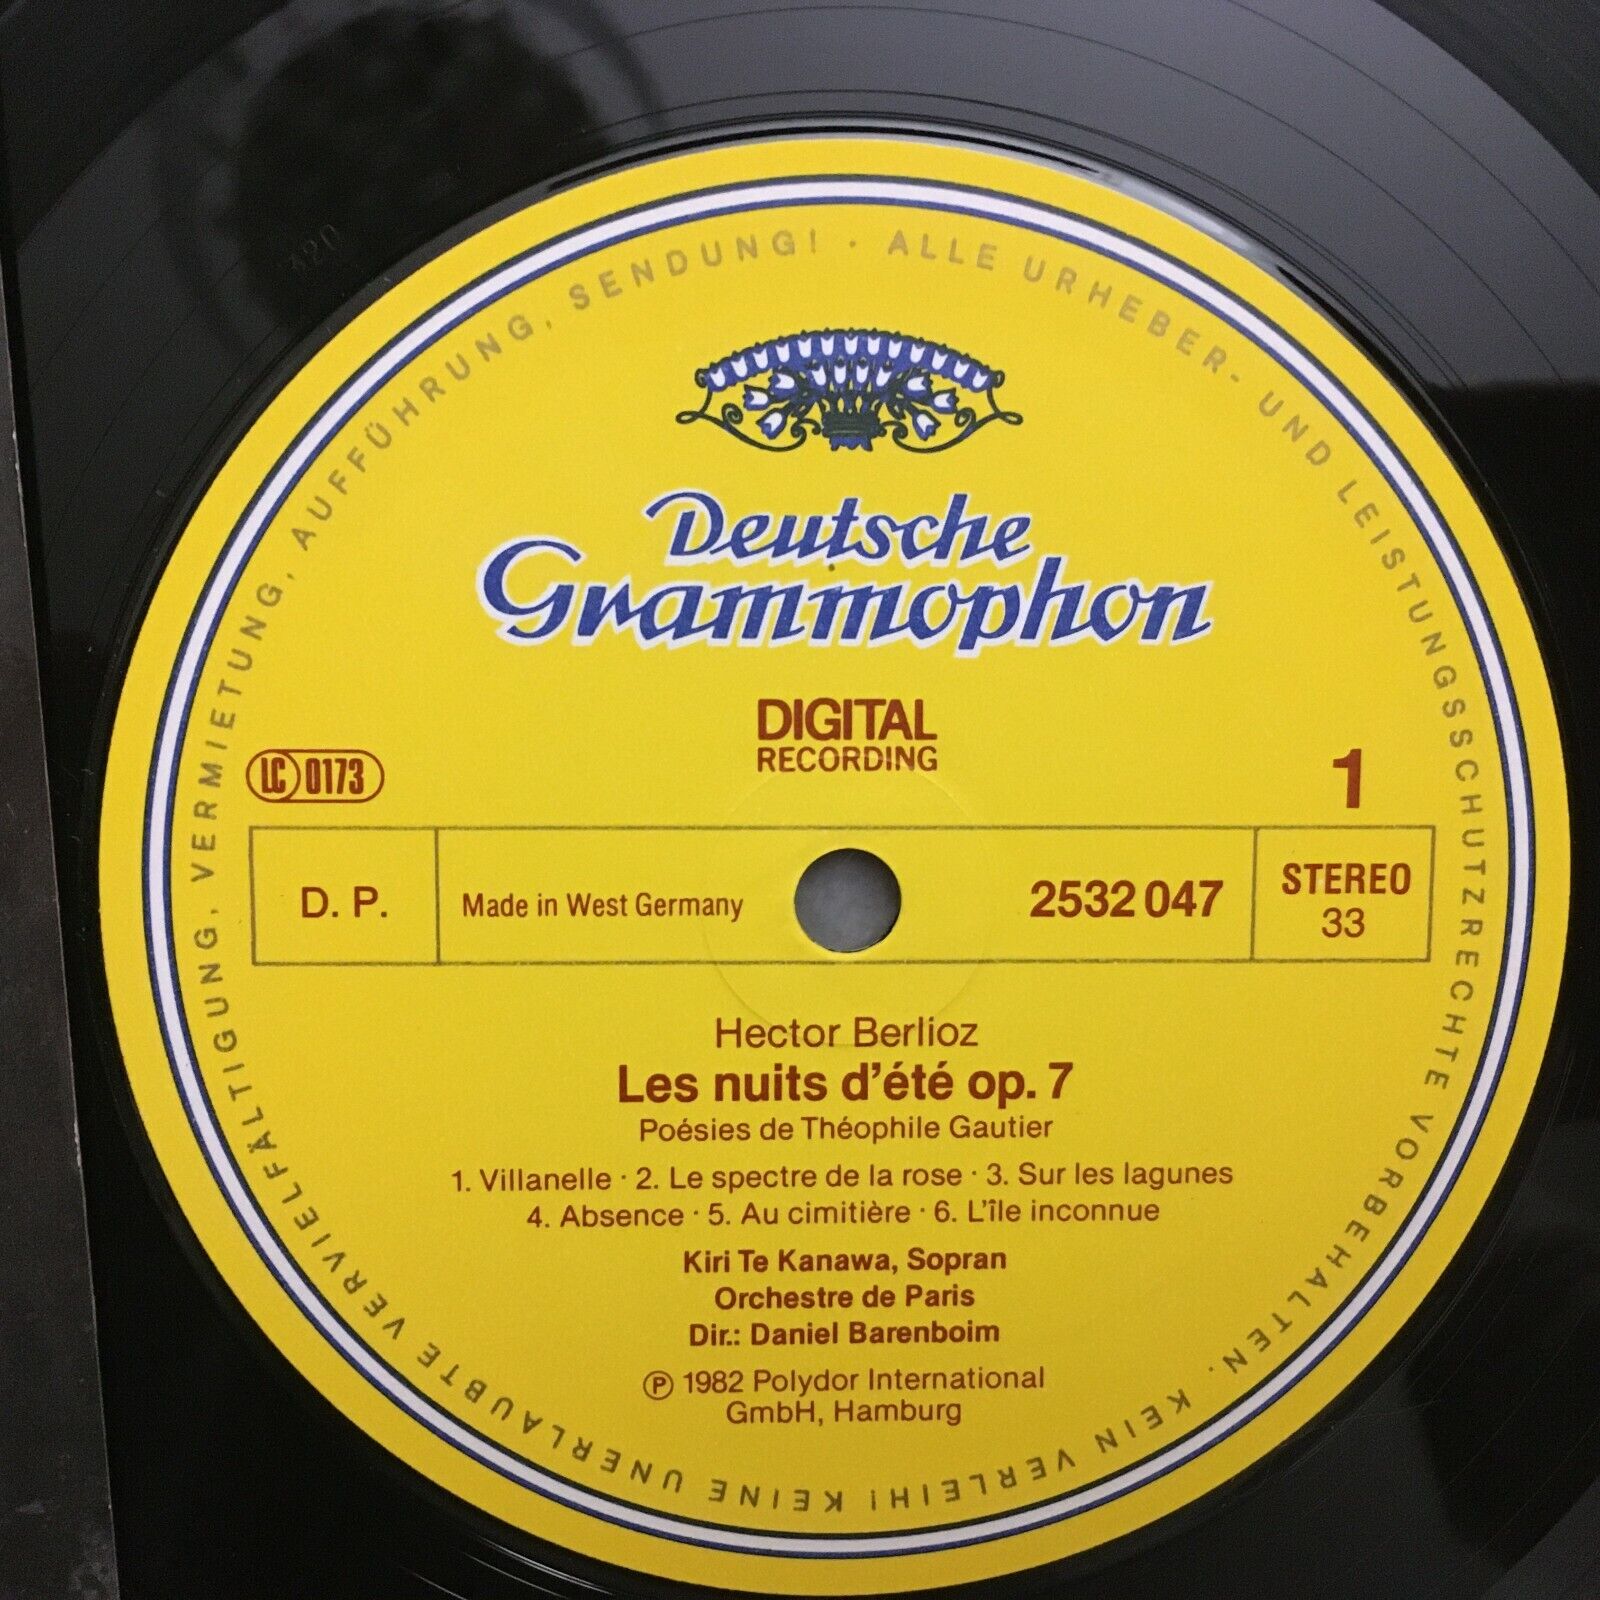 ALLE URHEBER- UND LEISTUNGSSCHUTZRECHTE VORBEHALTEN. KEIN VERLEIH! KEINE UNERLAUBTE VERVIELFÄLTIGUNG, VERMIETUNG, AUFFÜHRUNG, SENDUNG! ·
Deutsche
Grammophon
DIGITAL
RECORDING
LC 0173
1
D. P.
Made in West Germany
2532 047
STEREO
33
Hector Berlioz
Les nuits d'été op. 7
Poésies de Théophile Gautier
1. Villanelle · 2. Le spectre de la rose · 3. Sur les lagunes
4. Absence · 5. Au cimitière · 6. L'île inconnue
Kiri Te Kanawa, Sopran
Orchestre de Paris
Dir.: Daniel Barenboim
℗ 1982 Polydor International
GmbH, Hamburg